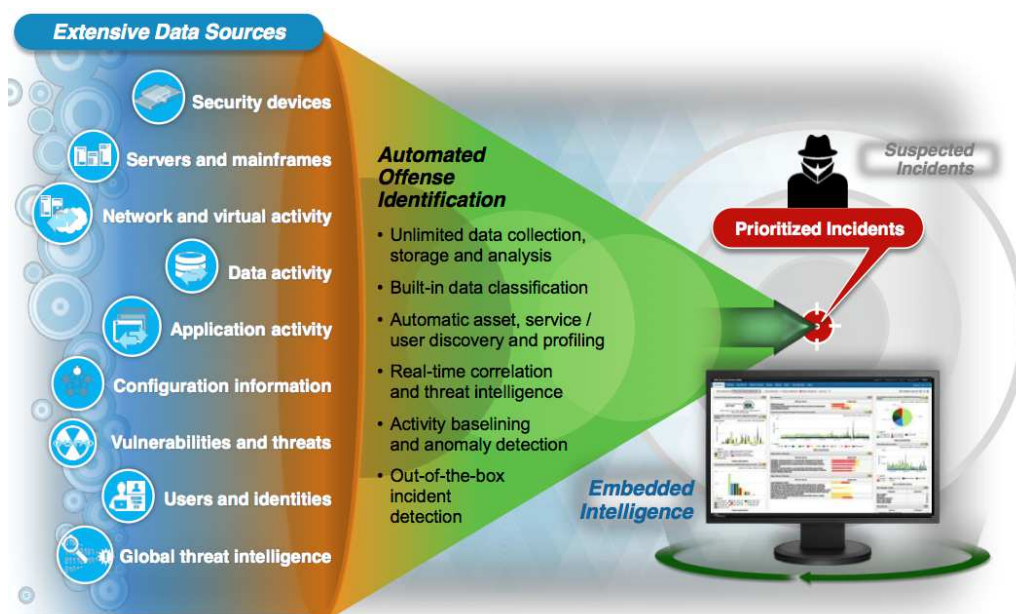 Extensive Data Sources
Security devices
Servers and mainframes
Network and virtual activity
Data activity
Application activity
Configuration information
Vulnerabilities and threats
Users and identities
Global threat intelligence
Automated
Offense
Identification
• Unlimited data collection,
storage and analysis
• Built-in data classification
• Automatic asset, service /
user discovery and profiling
• Real-time correlation
and threat intelligence
• Activity baselining
and anomaly detection
• Out-of-the-box
incident
detection
Suspected
Incidents
Prioritized Incidents
Embedded
Intelligence